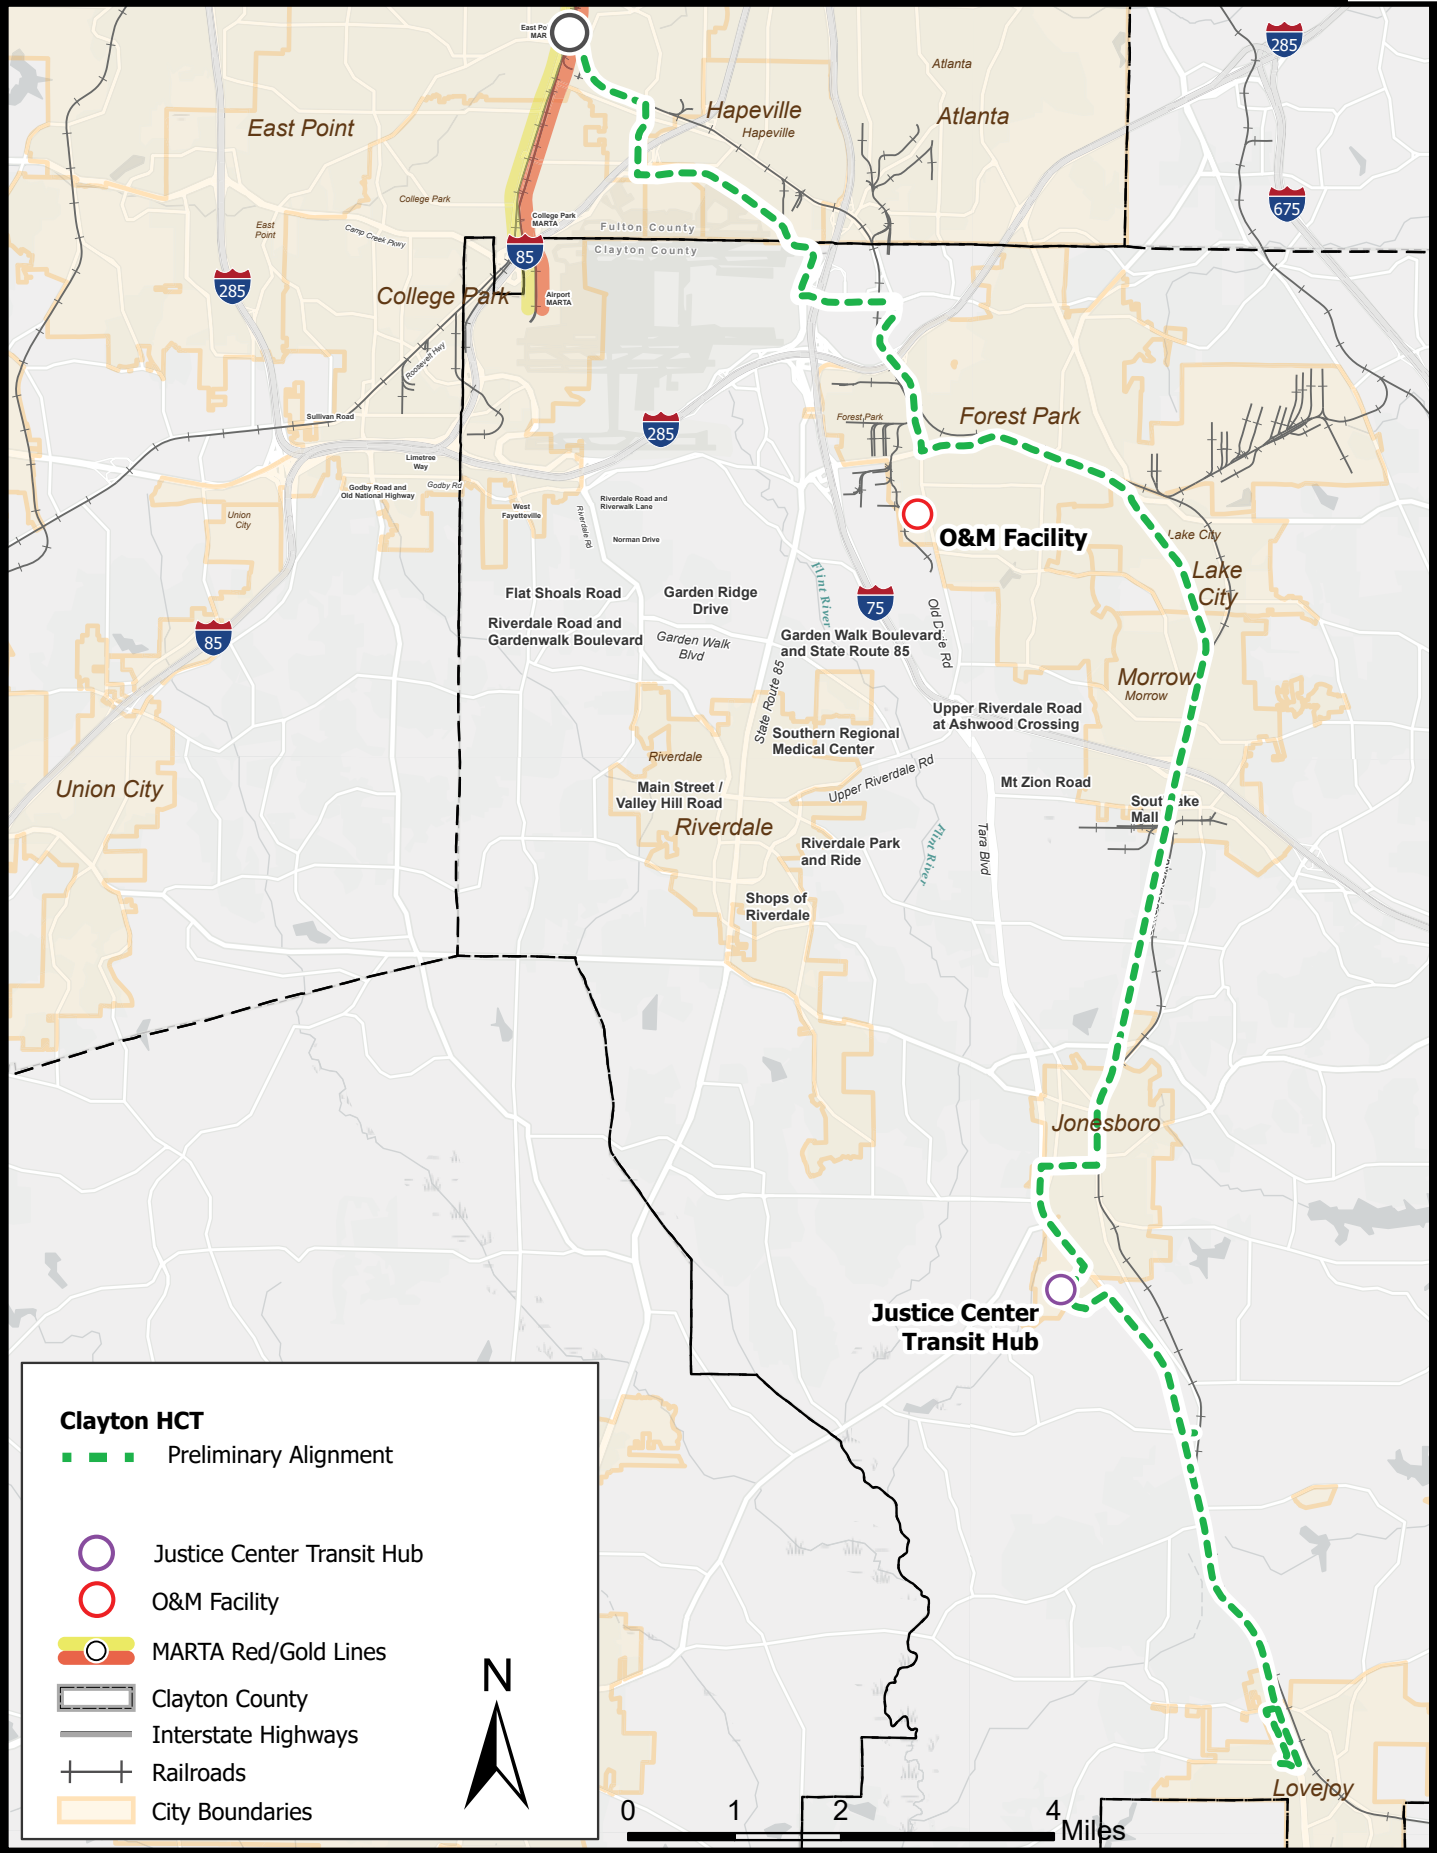 East Po
MAR
285
Atlanta
Hapeville
Atlanta
East Point
Hapeville
College Park
675
College Park
MARTA
East
Point
Camp Creek Pkwy
Fulton County
Clayton County
85
285
College Park
Airport
MARTA
Roosevelt Hwy
Sullivan Road
Forest Park
Forest Park
285
Limetree
Way
Godby Road and
Old National Highway
Godby Rd
West
Fayetteville
Riverdale Road and
Riverwalk Lane
Riverdale Rd
Union
City
Norman Drive
O&M Facility
Lake City
Lake
City
Flint River
75
Flat Shoals Road
Garden Ridge
Drive
Old Dixie Rd
85
Riverdale Road and
Gardenwalk Boulevard
Garden Walk
Blvd
Garden Walk Boulevard
and State Route 85
State Route 85
Morrow
Morrow
Upper Riverdale Road
at Ashwood Crossing
Southern Regional
Medical Center
Riverdale
Upper Riverdale Rd
Union City
Main Street /
Valley Hill Road
Mt Zion Road
Sout ake
Mall
Riverdale
Riverdale Park
and Ride
Flint River
Tara Blvd
Shops of
Riverdale
Jonesboro
Justice Center
Transit Hub
Clayton HCT
Preliminary Alignment
Justice Center Transit Hub
O&M Facility
MARTA Red/Gold Lines
Clayton County
Interstate Highways
Railroads
City Boundaries
N
Lovejoy
0 1 2 4
Miles